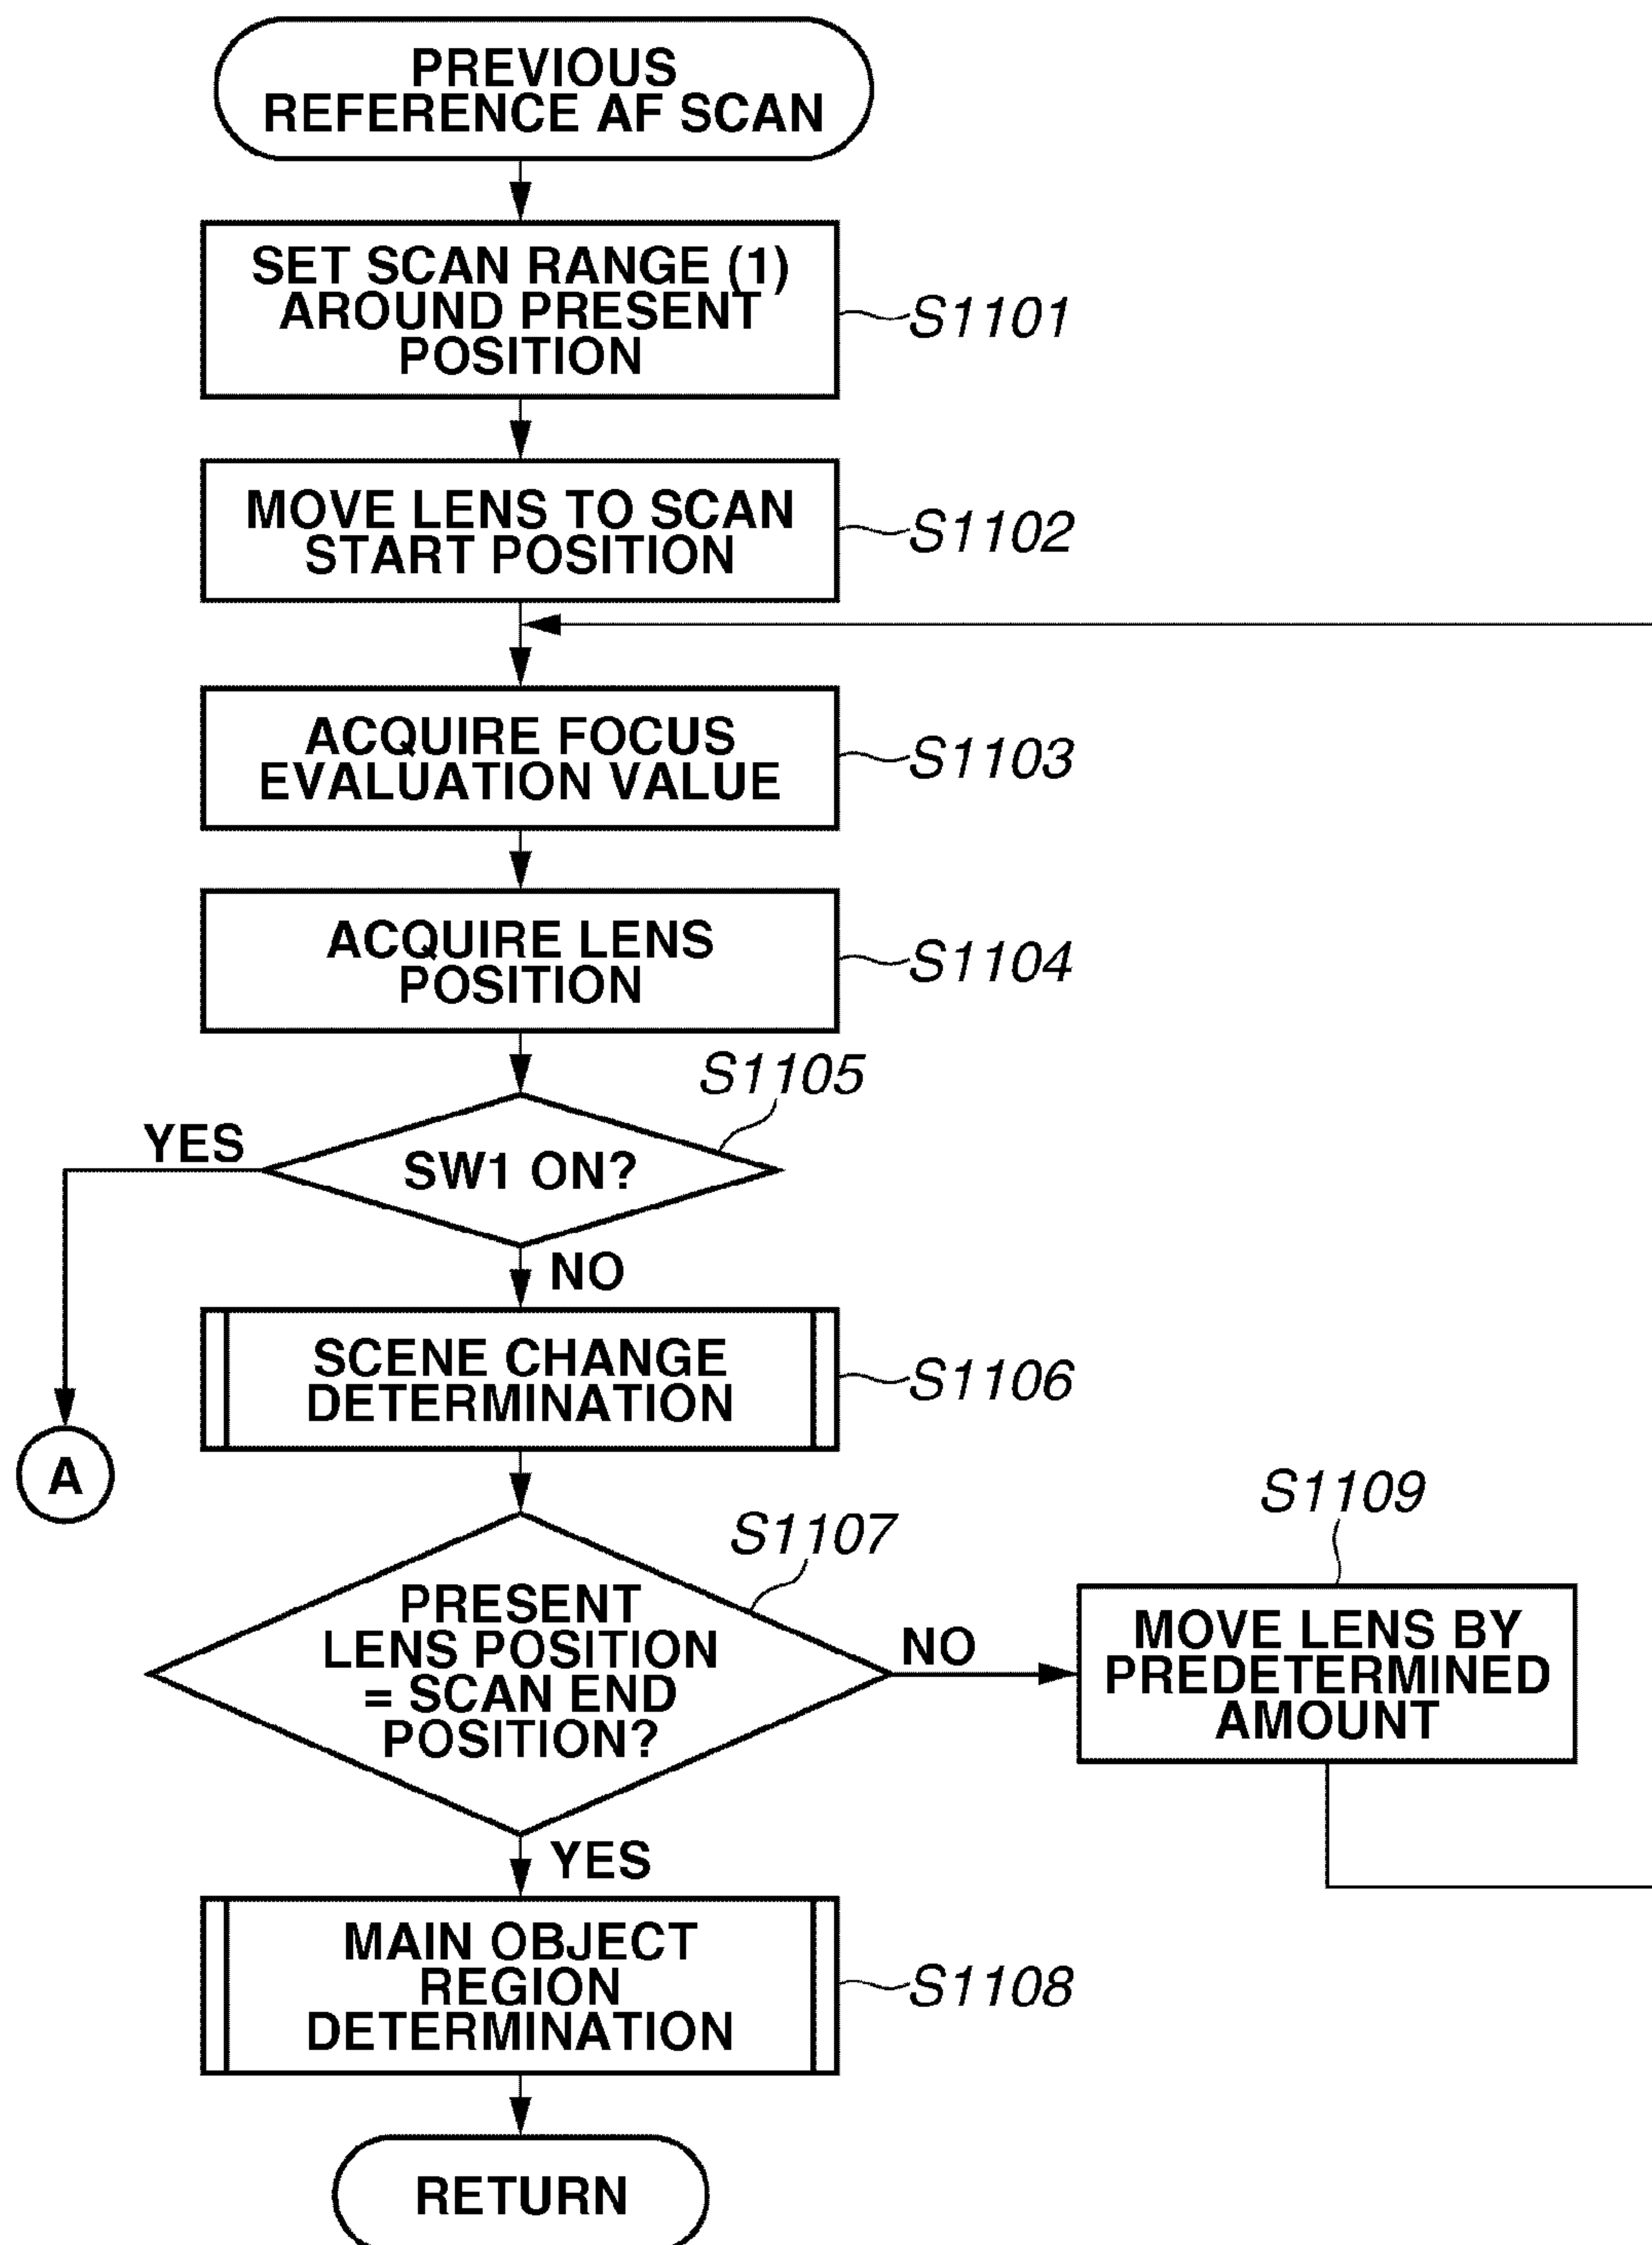 PREVIOUS
REFERENCE AF SCAN
SET SCAN RANGE (1)
AROUND PRESENT
POSITION
S1101
MOVE LENS TO SCAN
START POSITION
S1102
ACQUIRE FOCUS
EVALUATION VALUE
S1103
ACQUIRE LENS
POSITION
S1104
S1105
YES
SW1 ON?
NO
SCENE CHANGE
DETERMINATION
S1106
A
S1107
PRESENT
LENS POSITION
= SCAN END
POSITION?
NO
S1109
MOVE LENS BY
PREDETERMINED
AMOUNT
YES
MAIN OBJECT
REGION
DETERMINATION
S1108
RETURN